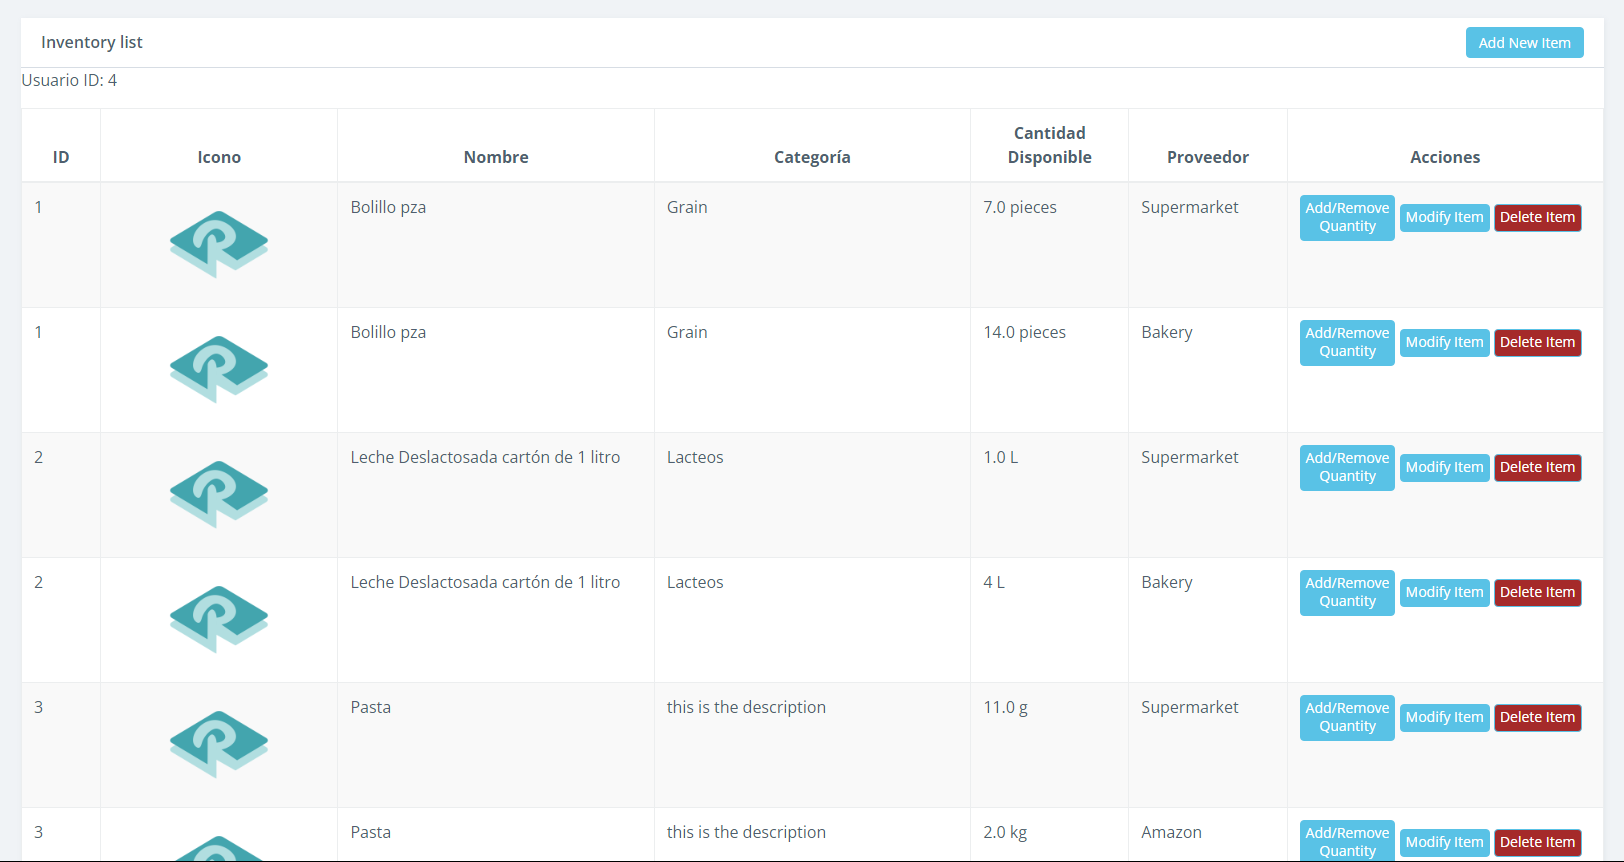 Inventory list
Add New Item
Usuario ID: 4
ID Icono Nombre Categoría Cantidad Disponible Proveedor Acciones
1 Bolillo pza Grain 7.0 pieces Supermarket Add/Remove Quantity Modify Item Delete Item
1 Bolillo pza Grain 14.0 pieces Bakery Add/Remove Quantity Modify Item Delete Item
2 Leche Deslactosada cartón de 1 litro Lacteos 1.0 L Supermarket Add/Remove Quantity Modify Item Delete Item
2 Leche Deslactosada cartón de 1 litro Lacteos 4 L Bakery Add/Remove Quantity Modify Item Delete Item
3 Pasta this is the description 11.0 g Supermarket Add/Remove Quantity Modify Item Delete Item
3 Pasta this is the description 2.0 kg Amazon Add/Remove Quantity Modify Item Delete Item